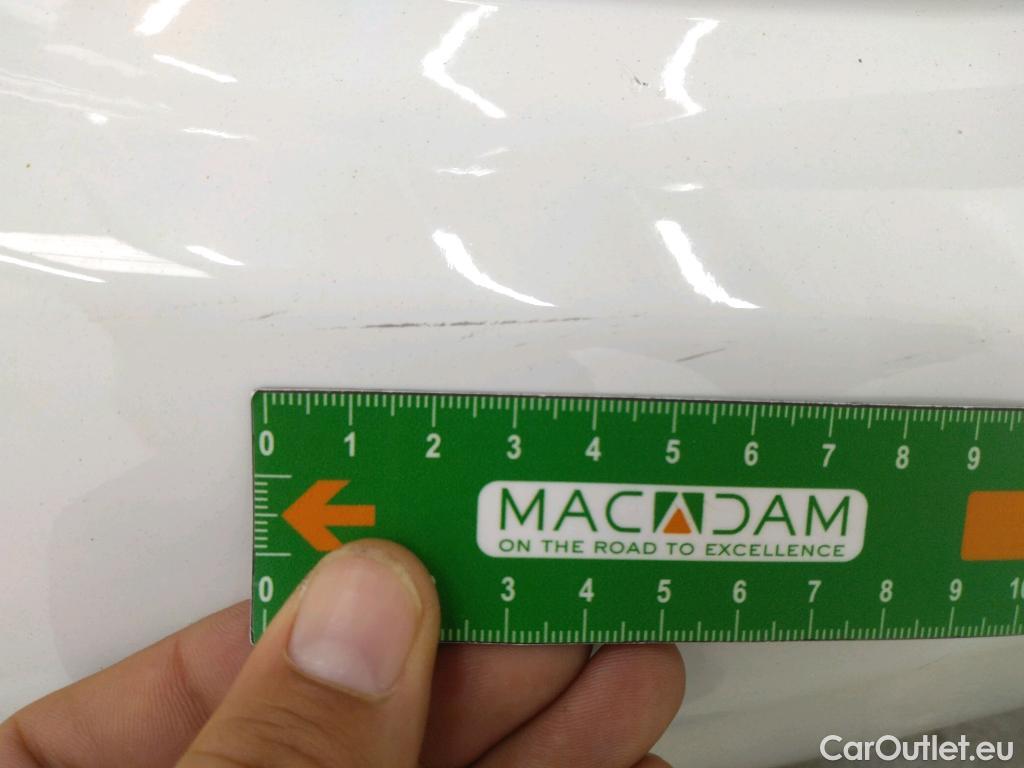 0 1 2 3 4 5 6 7 8 9
MACADAM
ON THE ROAD TO EXCELLENCE
0 3 4 5 6 7 8 9 10
CarOutlet.eu